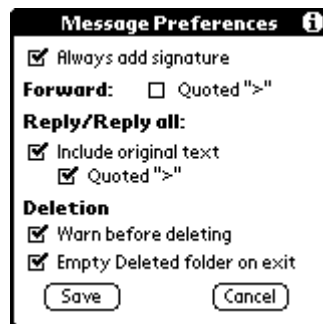 Message Preferences i
Always add signature
Forward: Quoted ">"
Reply/Reply all:
Include original text
Quoted ">"
Deletion
Warn before deleting
Empty Deleted folder on exit
Save Cancel